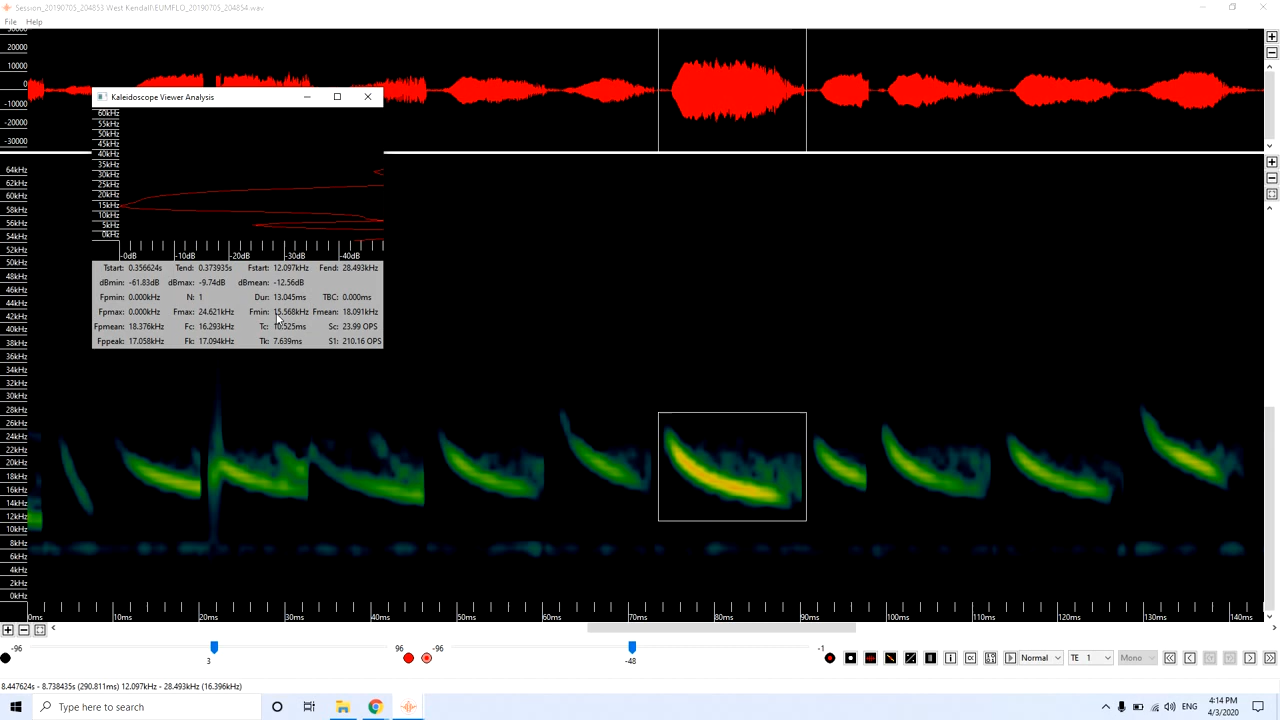 Session_20190705_204853 West Kendall\EUMFLO_20190705_204854.wav
File Help
20000
10000
0
-10000
-20000
-30000
Kaleidoscope Viewer Analysis
60kHz
55kHz
50kHz
45kHz
40kHz
35kHz
30kHz
25kHz
20kHz
15kHz
10kHz
5kHz
0kHz
-0dB -10dB -20dB -30dB -40dB
Tstart: 0.356624s Tend: 0.373935s Fstart: 12.097kHz Fend: 28.493kHz
dBmin: -61.83dB dBmax: -9.74dB dBmean: -12.56dB
Fpmin: 0.000kHz N: 1 Dur: 13.045ms TBC: 0.000ms
Fpmax: 0.000kHz Fmax: 24.621kHz Fmin: 15.568kHz Fmean: 18.091kHz
Fpmean: 18.376kHz Fc: 16.293kHz Tc: 10.525ms Sc: 23.99 OPS
Fppeak: 17.058kHz Fk: 17.094kHz Tk: 7.639ms S1: 210.16 OPS
64kHz
62kHz
60kHz
58kHz
56kHz
54kHz
52kHz
50kHz
48kHz
46kHz
44kHz
42kHz
40kHz
38kHz
36kHz
34kHz
32kHz
30kHz
28kHz
26kHz
24kHz
22kHz
20kHz
18kHz
16kHz
14kHz
12kHz
10kHz
8kHz
6kHz
4kHz
2kHz
0kHz
0ms 10ms 20ms 30ms 40ms 50ms 60ms 70ms 80ms 90ms 100ms 110ms 120ms 130ms 140ms
-96 96 -96 -1
3 -48
Normal TE 1 Mono
8.447624s - 8.738435s (290.811ms) 12.097kHz - 28.493kHz (16.396kHz)
Type here to search
ENG
4:14 PM
4/3/2020